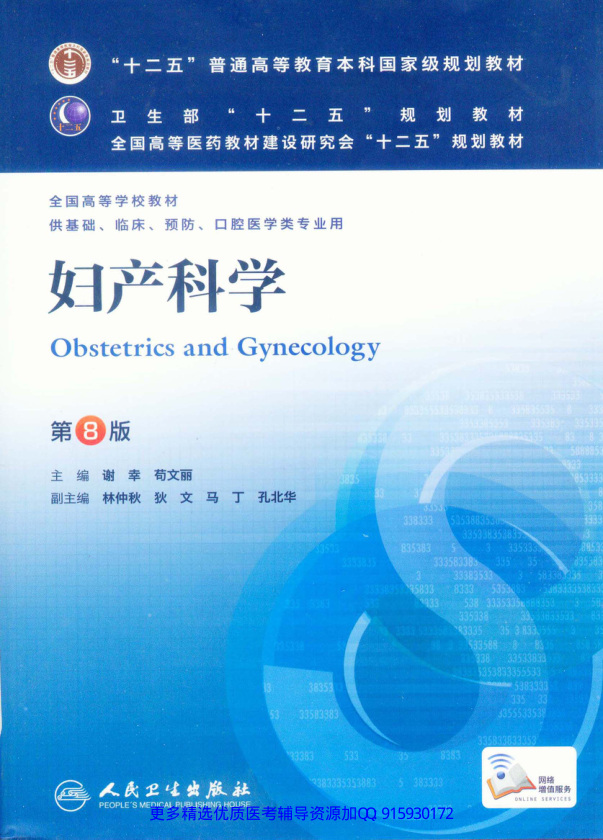 “十二五”普通高等教育本科国家级规划教材
卫生部“十二五”规划教材
全国高等医药教材建设研究会“十二五”规划教材
全国高等学校教材
供基础、临床、预防、口腔医学类专业用
妇产科学
Obstetrics and Gynecology
第8版
主 编 谢 幸 苟文丽
副主编 林仲秋 狄 文 马 丁 孔北华
网络
增值服务
ONLINE SERVICES
人民卫生出版社
PEOPLE'S MEDICAL PUBLISHING HOUSE
更多精选优质医考辅导资源加QQ 915930172